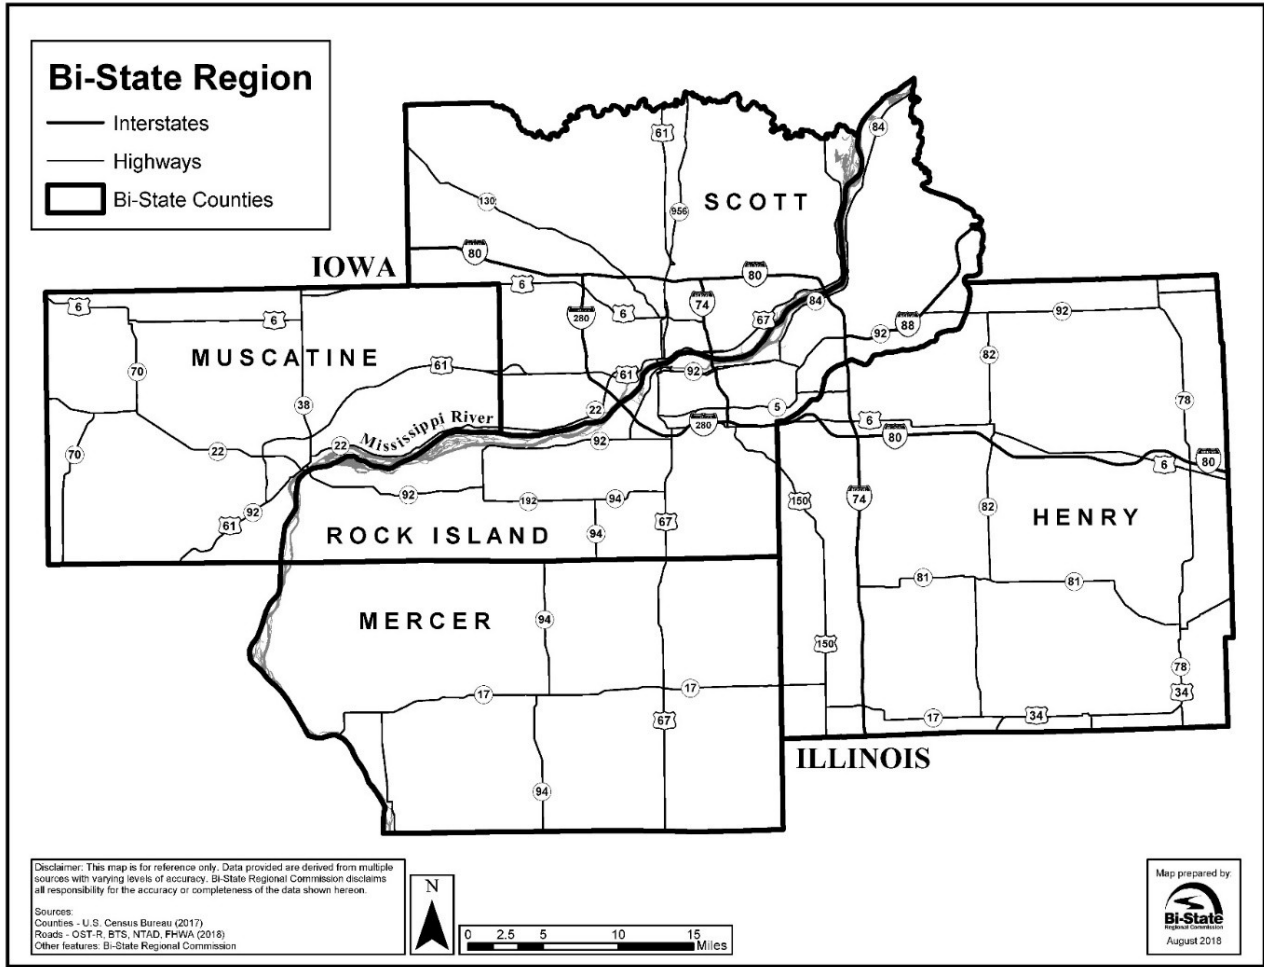 Bi-State Region
Interstates
Highways
Bi-State Counties
84
61
130
956
SCOTT
80
IOWA
80
6
74
84
6
6
280
6
67
88
92
92
MUSCATINE
92
82
70
61
61
92
78
38
22
5
Mississippi River
280
6
80
22
92
70
22
6
80
92
192
94
150
74
82
92
61
67
HENRY
ROCK ISLAND
94
81
81
MERCER
94
150
78
17
17
34
67
17
34
ILLINOIS
94
Disclaimer: This map is for reference only. Data provided are derived from multiple
sources with varying levels of accuracy. Bi-State Regional Commission disclaims
all responsibility for the accuracy or completeness of the data shown hereon.
Sources:
Counties - U.S. Census Bureau (2017)
Roads - OST-R, BTS, NTAD, FHWA (2018)
Other features: Bi-State Regional Commission
N
0 2.5 5 10 15
Miles
Map prepared by:
Bi-State
Regional Commission
August 2018